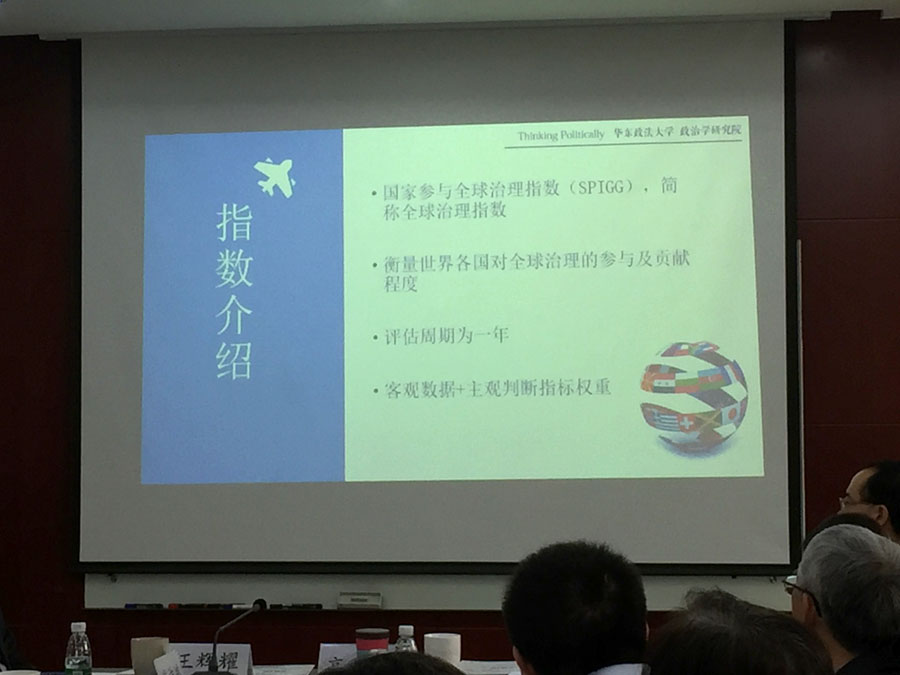 Thinking Politically 华东政法大学 政治学研究院
指数介绍
• 国家参与全球治理指数（SPIGG），简
称全球治理指数
• 衡量世界各国对全球治理的参与及贡献
程度
• 评估周期为一年
• 客观数据+主观判断指标权重
王辉耀